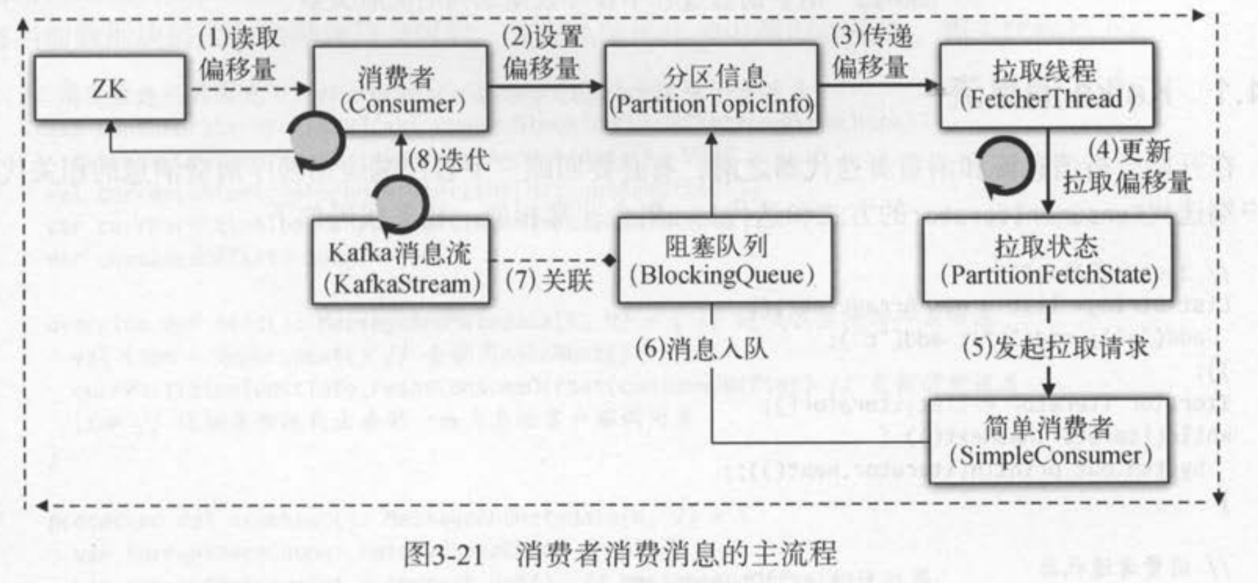 (1)读取
偏移量
(2)设置
偏移量
(3)传递
偏移量
ZK
消费者
(Consumer)
分区信息
(PartitionTopicInfo)
拉取线程
(FetcherThread)
(8)迭代
(4)更新
拉取偏移量
Kafka消息流
(KafkaStream)
(7)关联
阻塞队列
(BlockingQueue)
拉取状态
(PartitionFetchState)
(6)消息入队
(5)发起拉取请求
简单消费者
(SimpleConsumer)
图3-21 消费者消费消息的主流程